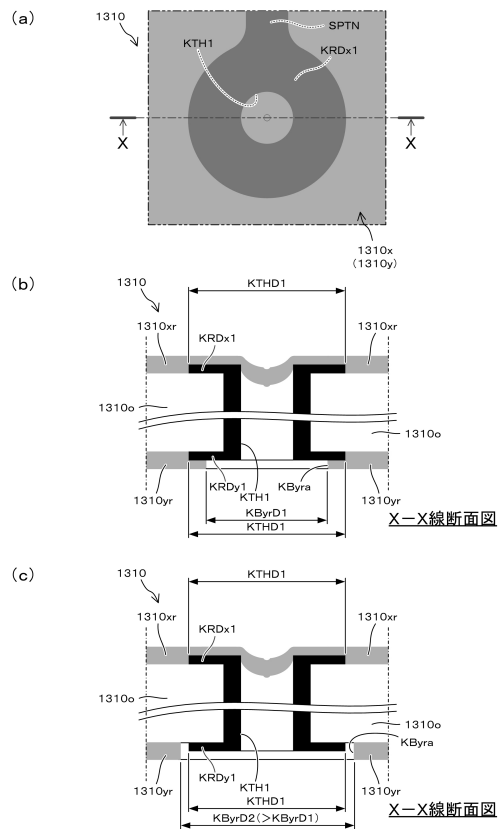 (a)
1310
SPTN
KTH1
KRDx1
X
X
1310x
(1310y)
(b)
1310
KTHD1
1310xr
1310xr
KRDx1
1310o
1310o
KRDy1
KTH1
KByra
1310yr
1310yr
KByrD1
KTHD1
X－X線断面図
(c)
1310
KTHD1
1310xr
1310xr
KRDx1
1310o
1310o
KByra
KRDy1
KTH1
1310yr
1310yr
KTHD1
KByrD2(>KByrD1)
X－X線断面図